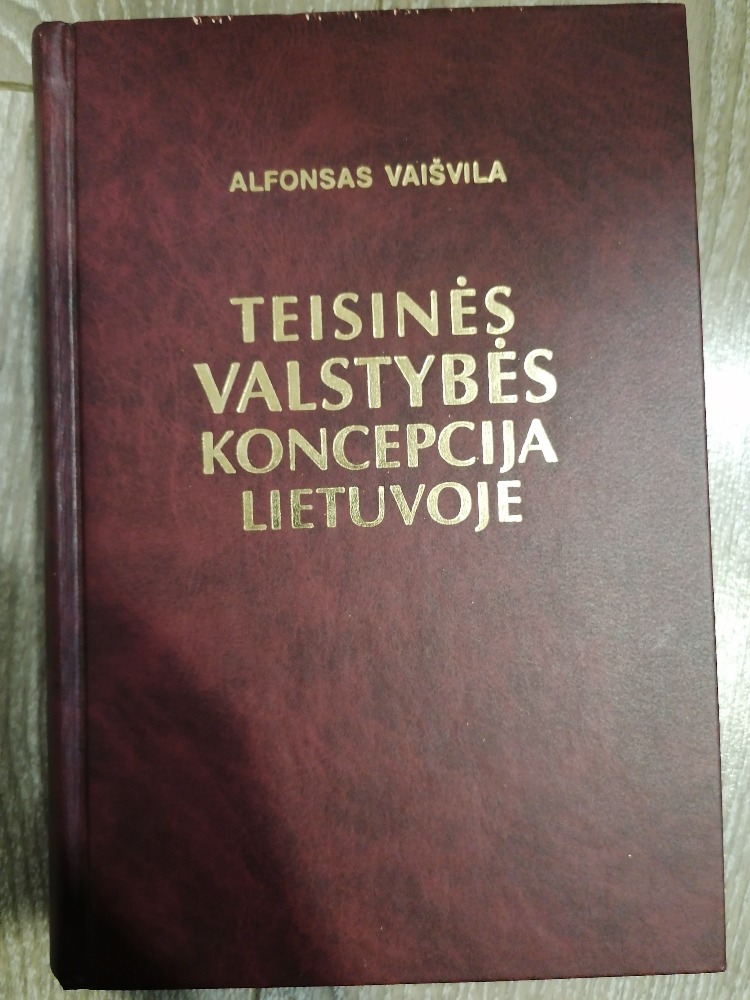 ALFONSAS VAIŠVILA
TEISINĖS
VALSTYBĖS
KONCEPCIJA
LIETUVOJE